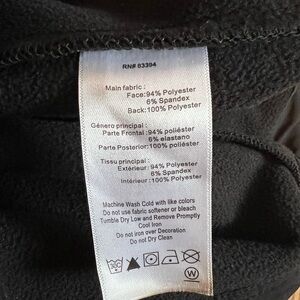 RN# 63394
Main fabric :
Face:94% Polyester
6% Spandex
Back:100% Polyester
Género principal :
Parte Frontal :94% poliéster
6% elastano
Parte Posterior:100% poliéster
Tissu principal :
Extérieur: 94% Polyester
6% Spandex
Intérieur :100% Polyester
Machine Wash Cold with like colors
Do not use fabric softener or bleach
Tumble Dry Low and Remove Promptly
Cool Iron
Do not iron over Decoration
Do not Dry Clean
W